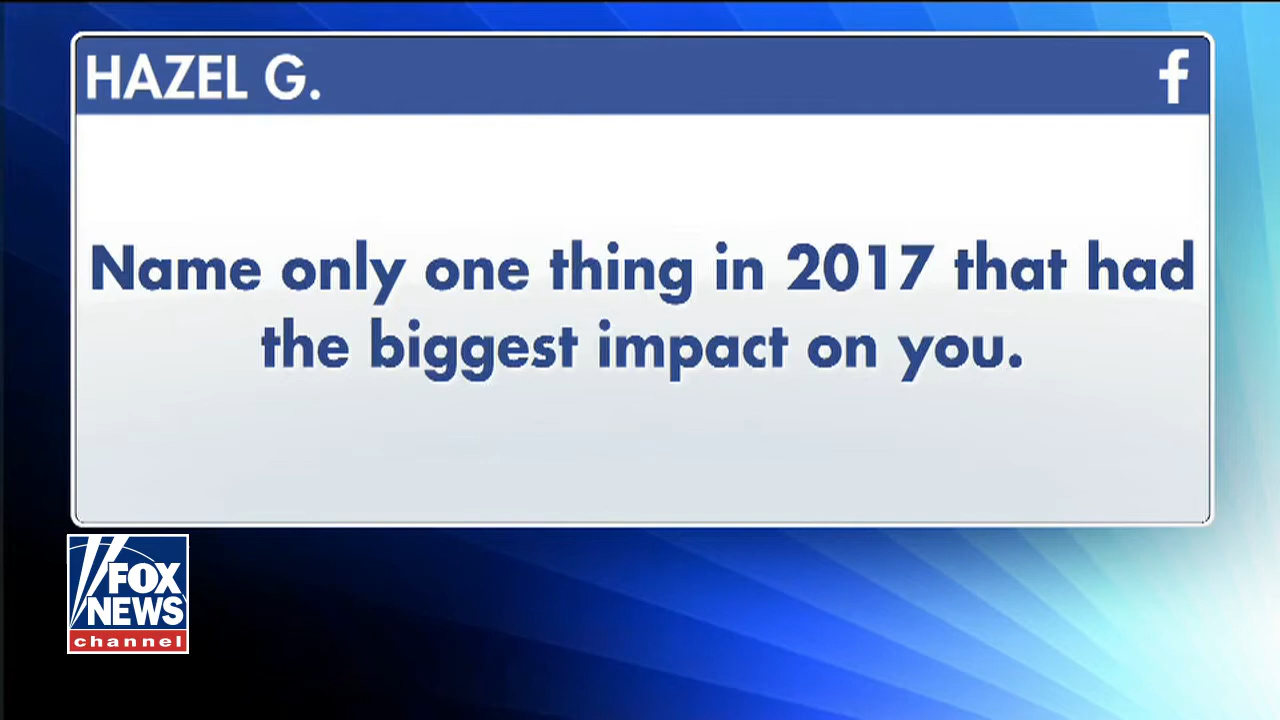 HAZEL G.
f
Name only one thing in 2017 that had
the biggest impact on you.
FOX
NEWS
channel